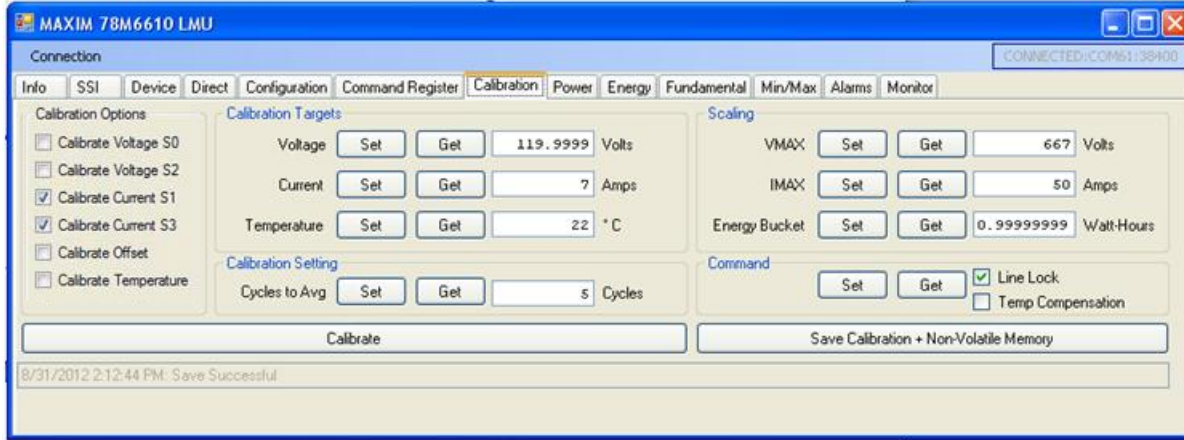 MAXIM 78M6610 LMU
Connection
CONNECTED:COM61:38400
Info SSI Device Direct Configuration Command Register Calibration Power Energy Fundamental Min/Max Alarms Monitor
Calibration Options
Calibrate Voltage S0
Calibrate Voltage S2
Calibrate Current S1
Calibrate Current S3
Calibrate Offset
Calibrate Temperature
Calibration Targets
Voltage Set Get 119.9999 Volts
Current Set Get 7 Amps
Temperature Set Get 22 °C
Calibration Setting
Cycles to Avg Set Get 5 Cycles
Scaling
VMAX Set Get 667 Volts
IMAX Set Get 50 Amps
Energy Bucket Set Get 0.99999999 Watt-Hours
Command
Set Get Line Lock
Temp Compensation
Calibrate
Save Calibration + Non-Volatile Memory
8/31/2012 2:12:44 PM: Save Successful